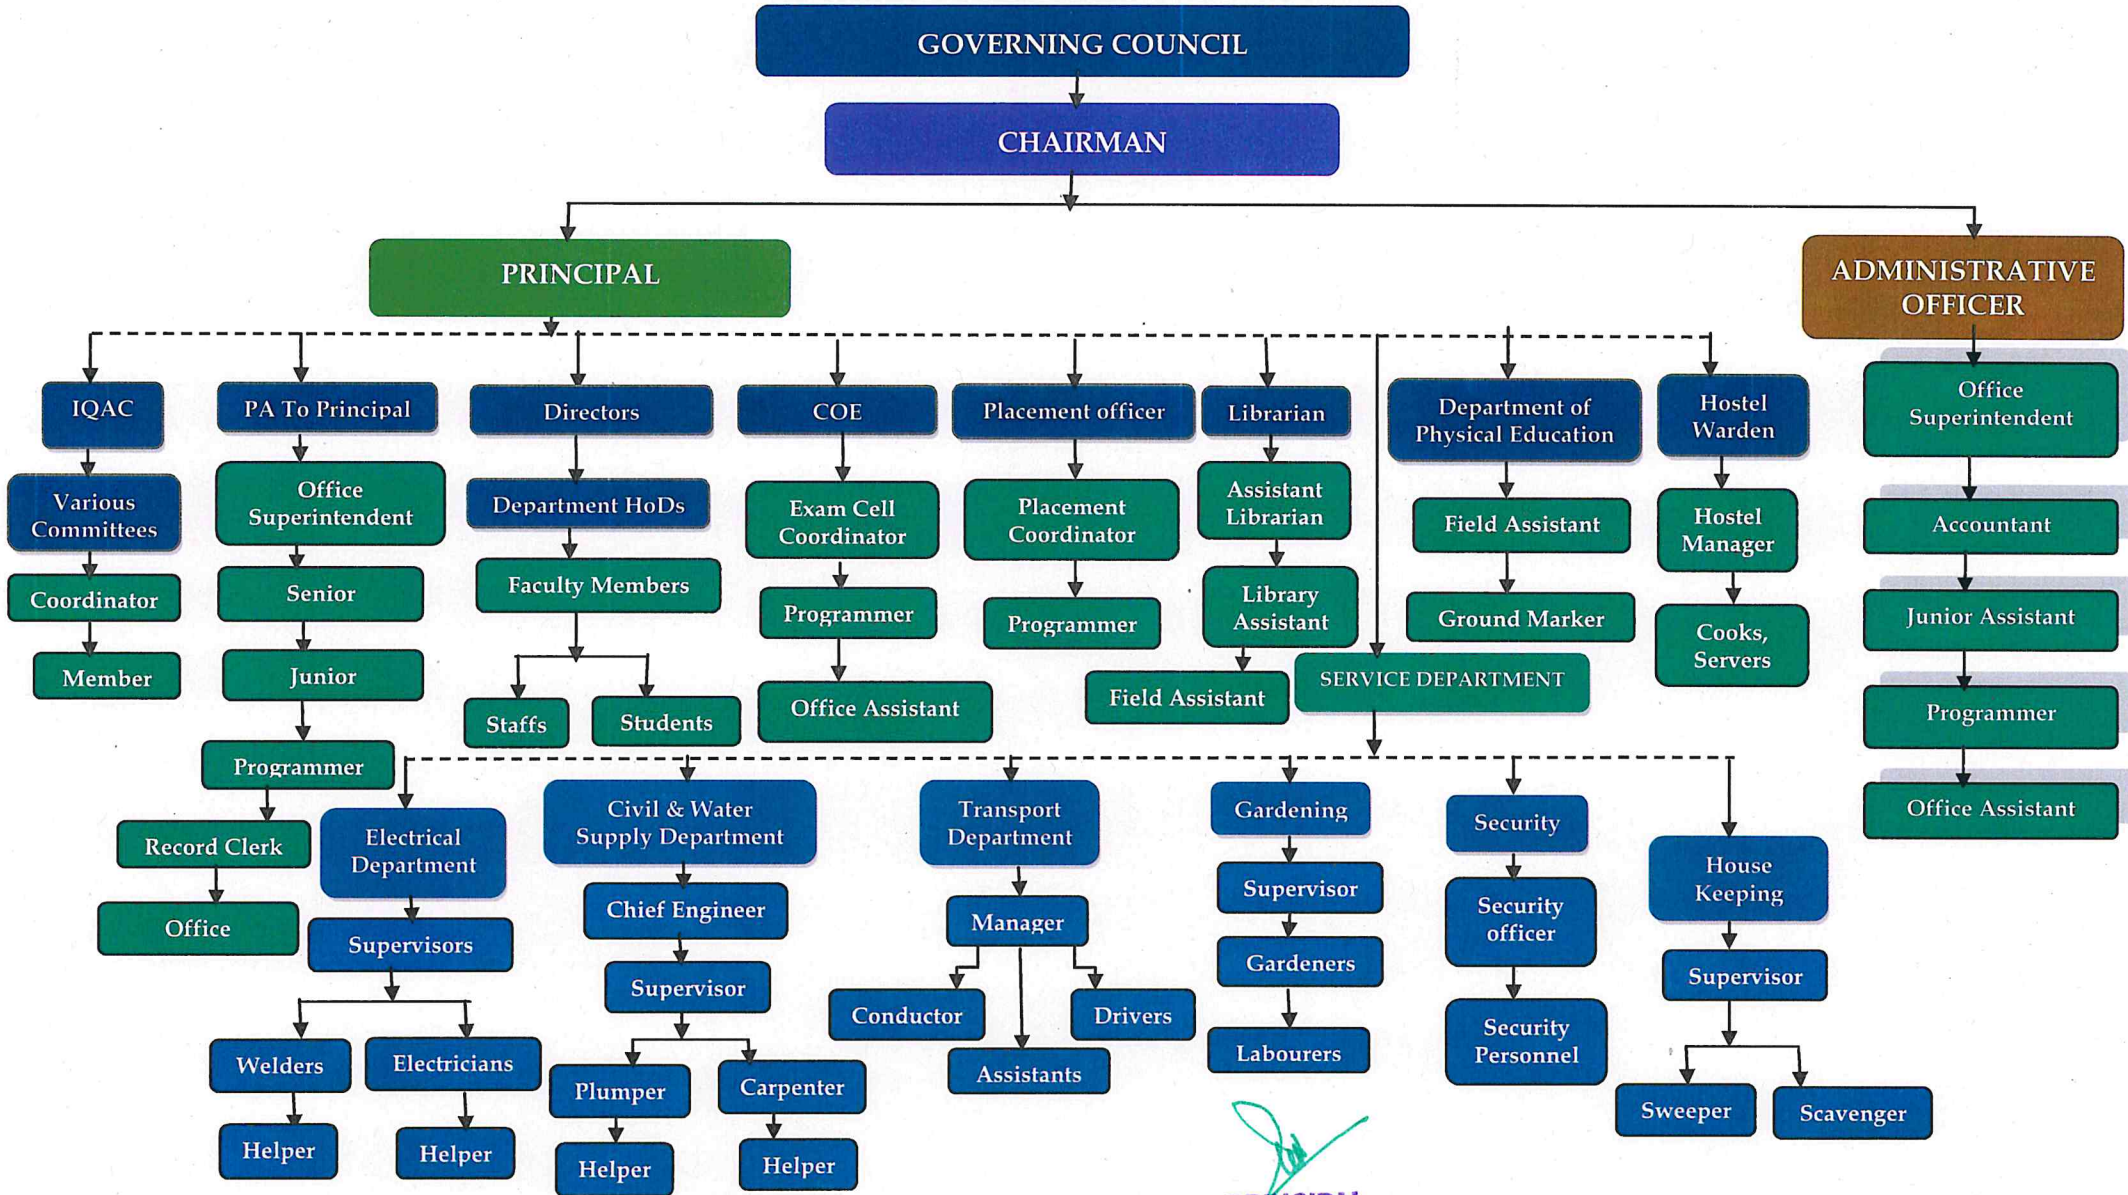 GOVERNING COUNCIL
CHAIRMAN
PRINCIPAL
ADMINISTRATIVE
OFFICER
IQAC
PA To Principal
Directors
COE
Placement officer
Librarian
Department of
Physical Education
Hostel
Warden
Office
Superintendent
Various
Committees
Office
Superintendent
Department HoDs
Exam Cell
Coordinator
Placement
Coordinator
Assistant
Librarian
Field Assistant
Hostel
Manager
Accountant
Coordinator
Senior
Faculty Members
Programmer
Programmer
Library
Assistant
Ground Marker
Cooks,
Servers
Junior Assistant
Member
Junior
Staffs
Students
Office Assistant
Field Assistant
SERVICE DEPARTMENT
Programmer
Programmer
Record Clerk
Office
Electrical
Department
Civil & Water
Supply Department
Transport
Department
Gardening
Security
House
Keeping
Office Assistant
Supervisors
Chief Engineer
Manager
Supervisor
Security
officer
Supervisor
Supervisor
Gardeners
Conductor
Drivers
Welders
Electricians
Plumper
Carpenter
Assistants
Labourers
Security
Personnel
Sweeper
Scavenger
Helper
Helper
Helper
Helper